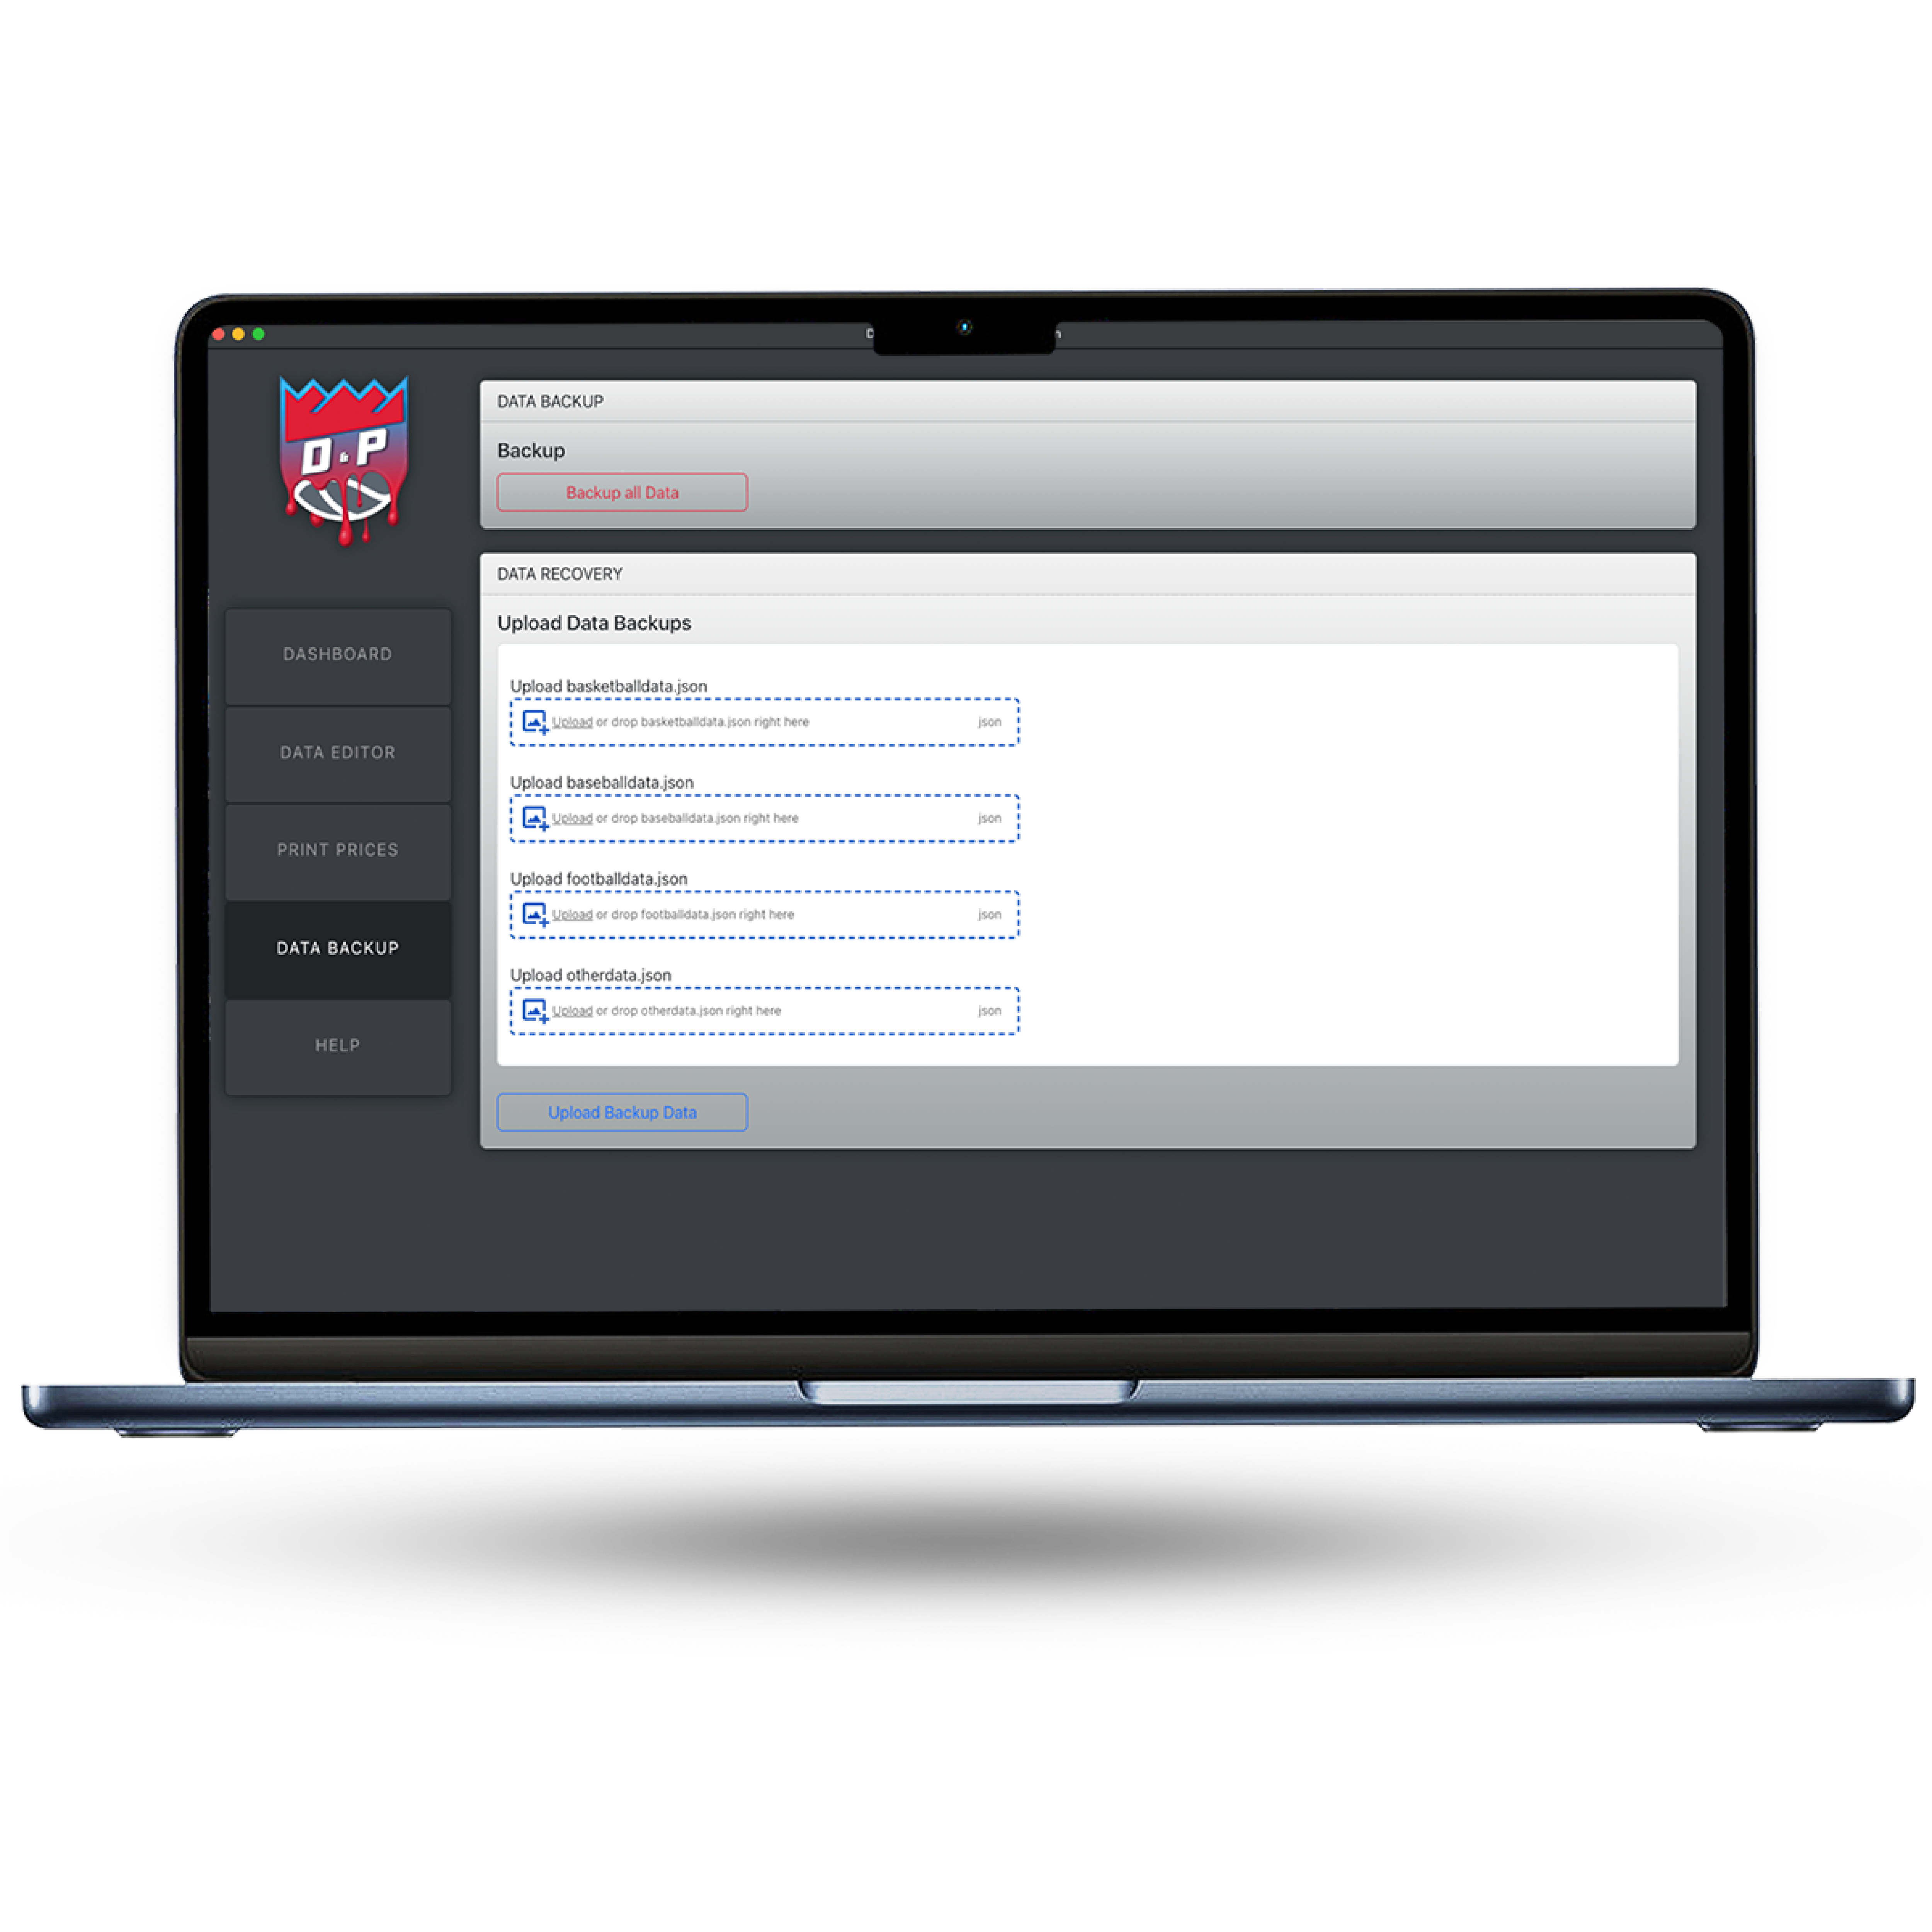 D & P
DASHBOARD
DATA EDITOR
PRINT PRICES
DATA BACKUP
HELP
DATA BACKUP
Backup
Backup all Data
DATA RECOVERY
Upload Data Backups
Upload basketballdata.json
Upload or drop basketballdata.json right here json
Upload baseballdata.json
Upload or drop baseballdata.json right here json
Upload footballdata.json
Upload or drop footballdata.json right here json
Upload otherdata.json
Upload or drop otherdata.json right here json
Upload Backup Data